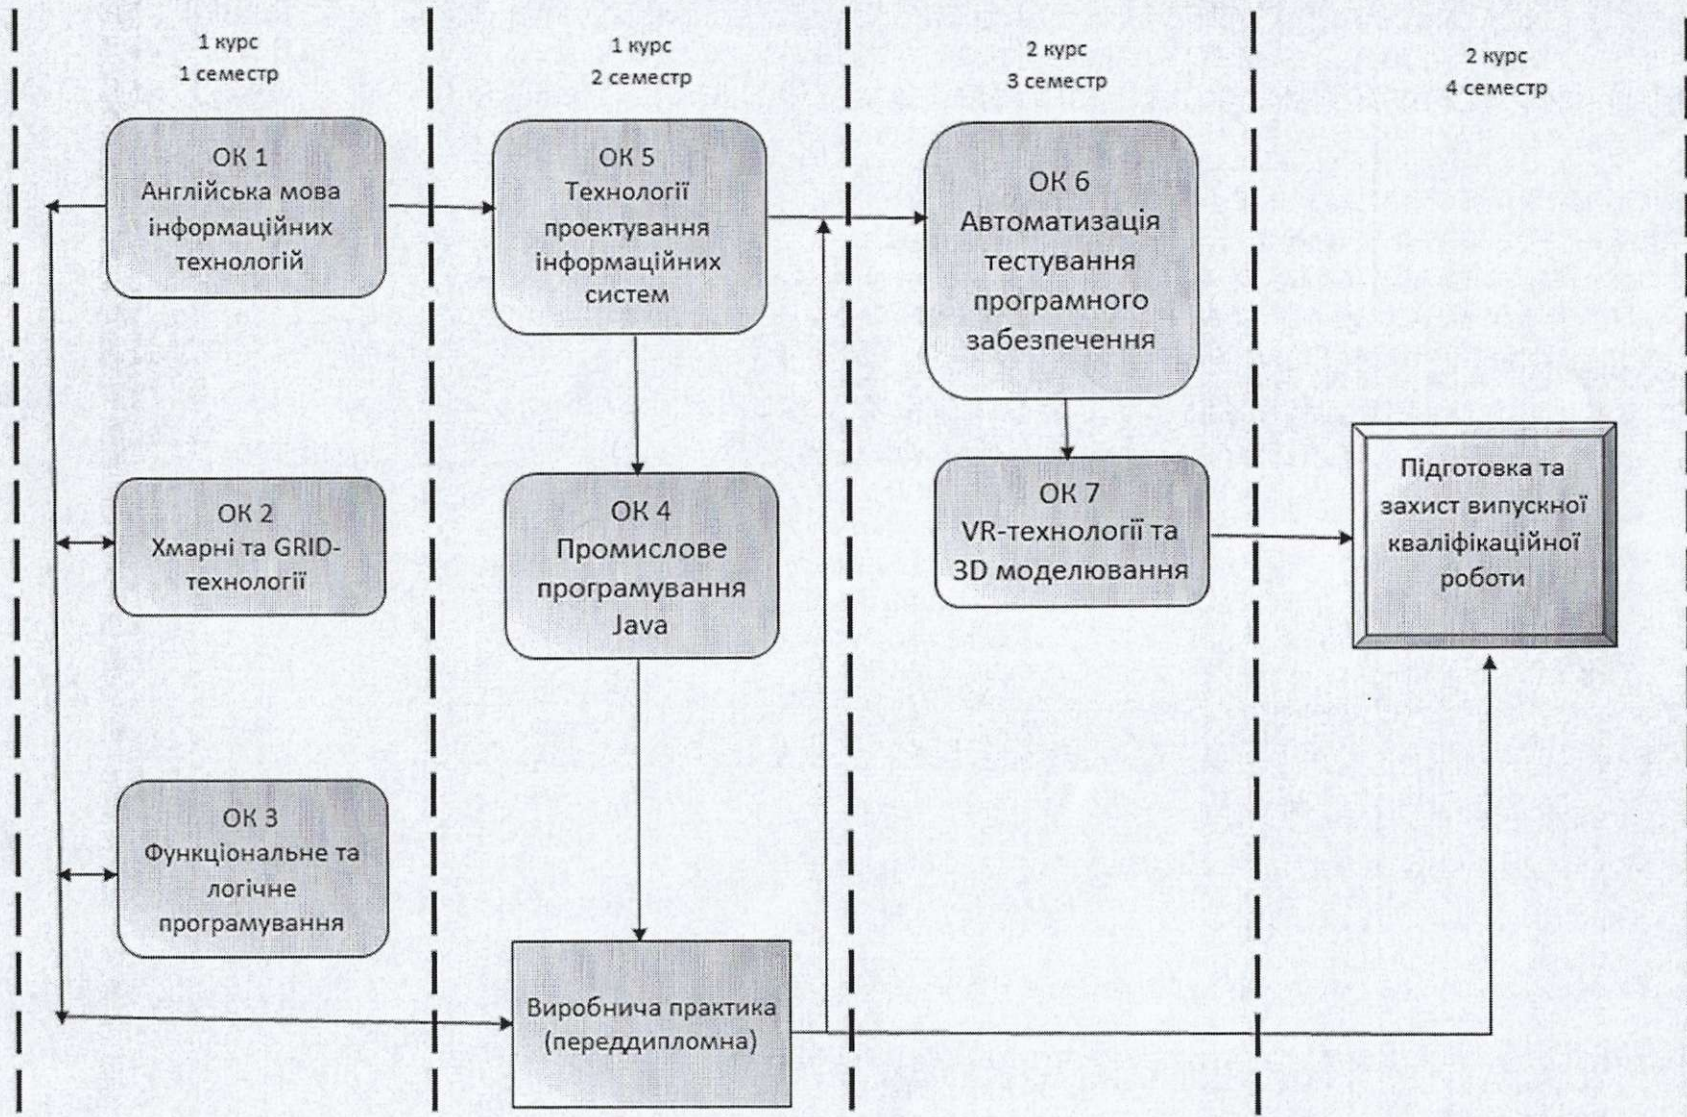 1 курс
1 семестр
ОК 1
Англійська мова
інформаційних
технологій
ОК 2
Хмарні та GRID-
технології
ОК 3
Функціональне та
логічне
програмування
1 курс
2 семестр
ОК 5
Технології
проектування
інформаційних
систем
ОК 4
Промислове
програмування
Java
Виробнича практика
(переддипломна)
2 курс
3 семестр
ОК 6
Автоматизація
тестування
програмного
забезпечення
ОК 7
VR-технології та
3D моделювання
2 курс
4 семестр
Підготовка та
захист випускної
кваліфікаційної
роботи